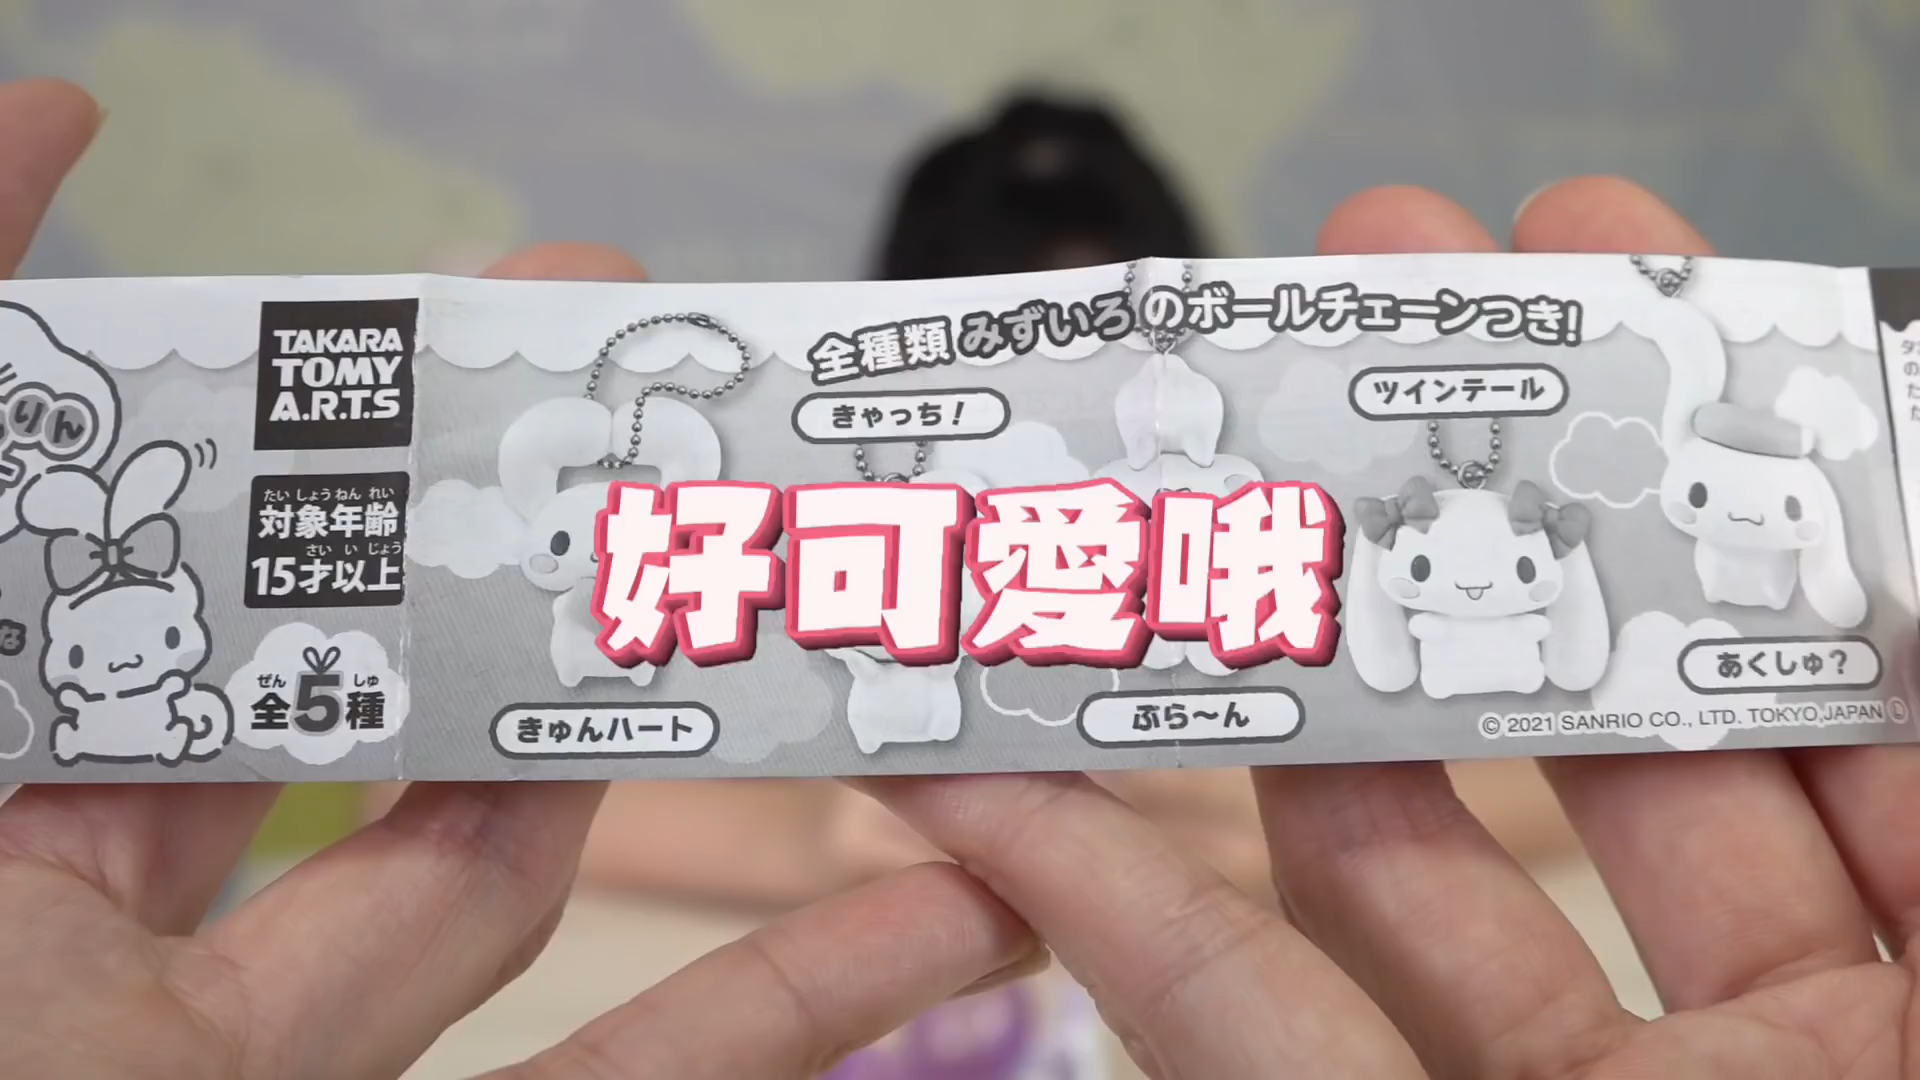 りん
TAKARA
TOMY
A.R.T.S
たいしょうねんれい
対象年齢
さいいじょう
15才以上
ぜん しゅ
全5種
全種類みずいろのボールチェーンつき!
きゃっち!
ツインテール
好可愛哦
きゅんハート
ぶら〜ん
あくしゅ?
© 2021 SANRIO CO., LTD. TOKYO,JAPAN Ⓛ